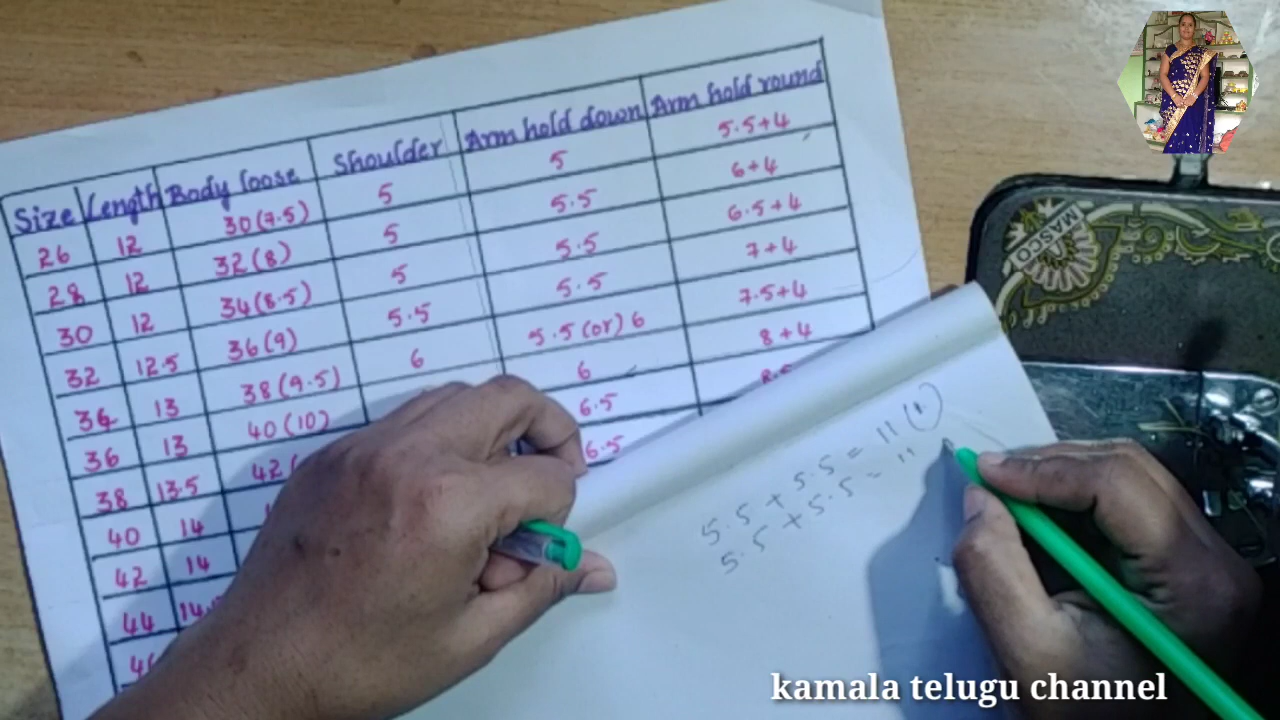 Size Length Body loose Shoulder Arm hold down Arm hold round
26 12 30 (7.5) 5 5 5.5+4
28 12 32 (8) 5 5.5 6+4
30 12 34 (8.5) 5 5.5 6.5+4
32 12.5 36 (9) 5.5 5.5 7+4
34 13 38 (9.5) 6 5.5 (or) 6 7.5+4
36 13 40 (10) 6 8+4
38 13.5 42 6.5
40 14 6.5
42 14
44
5.5 + 5.5 = 11 (1.
5.5 + 5.5 = 11
MASCO
kamala telugu channel